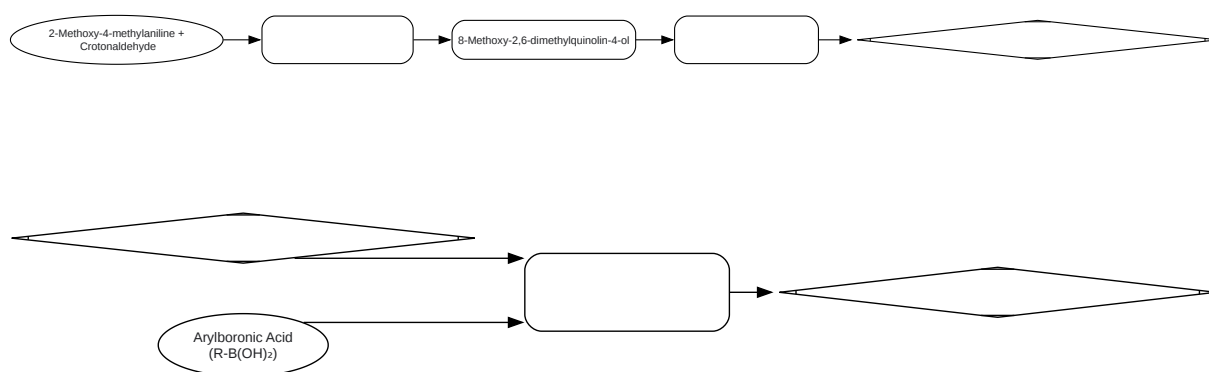 2-Methoxy-4-methylaniline +
Crotonaldehyde
8-Methoxy-2,6-dimethylquinolin-4-ol
Arylboronic Acid
(R-B(OH)₂)